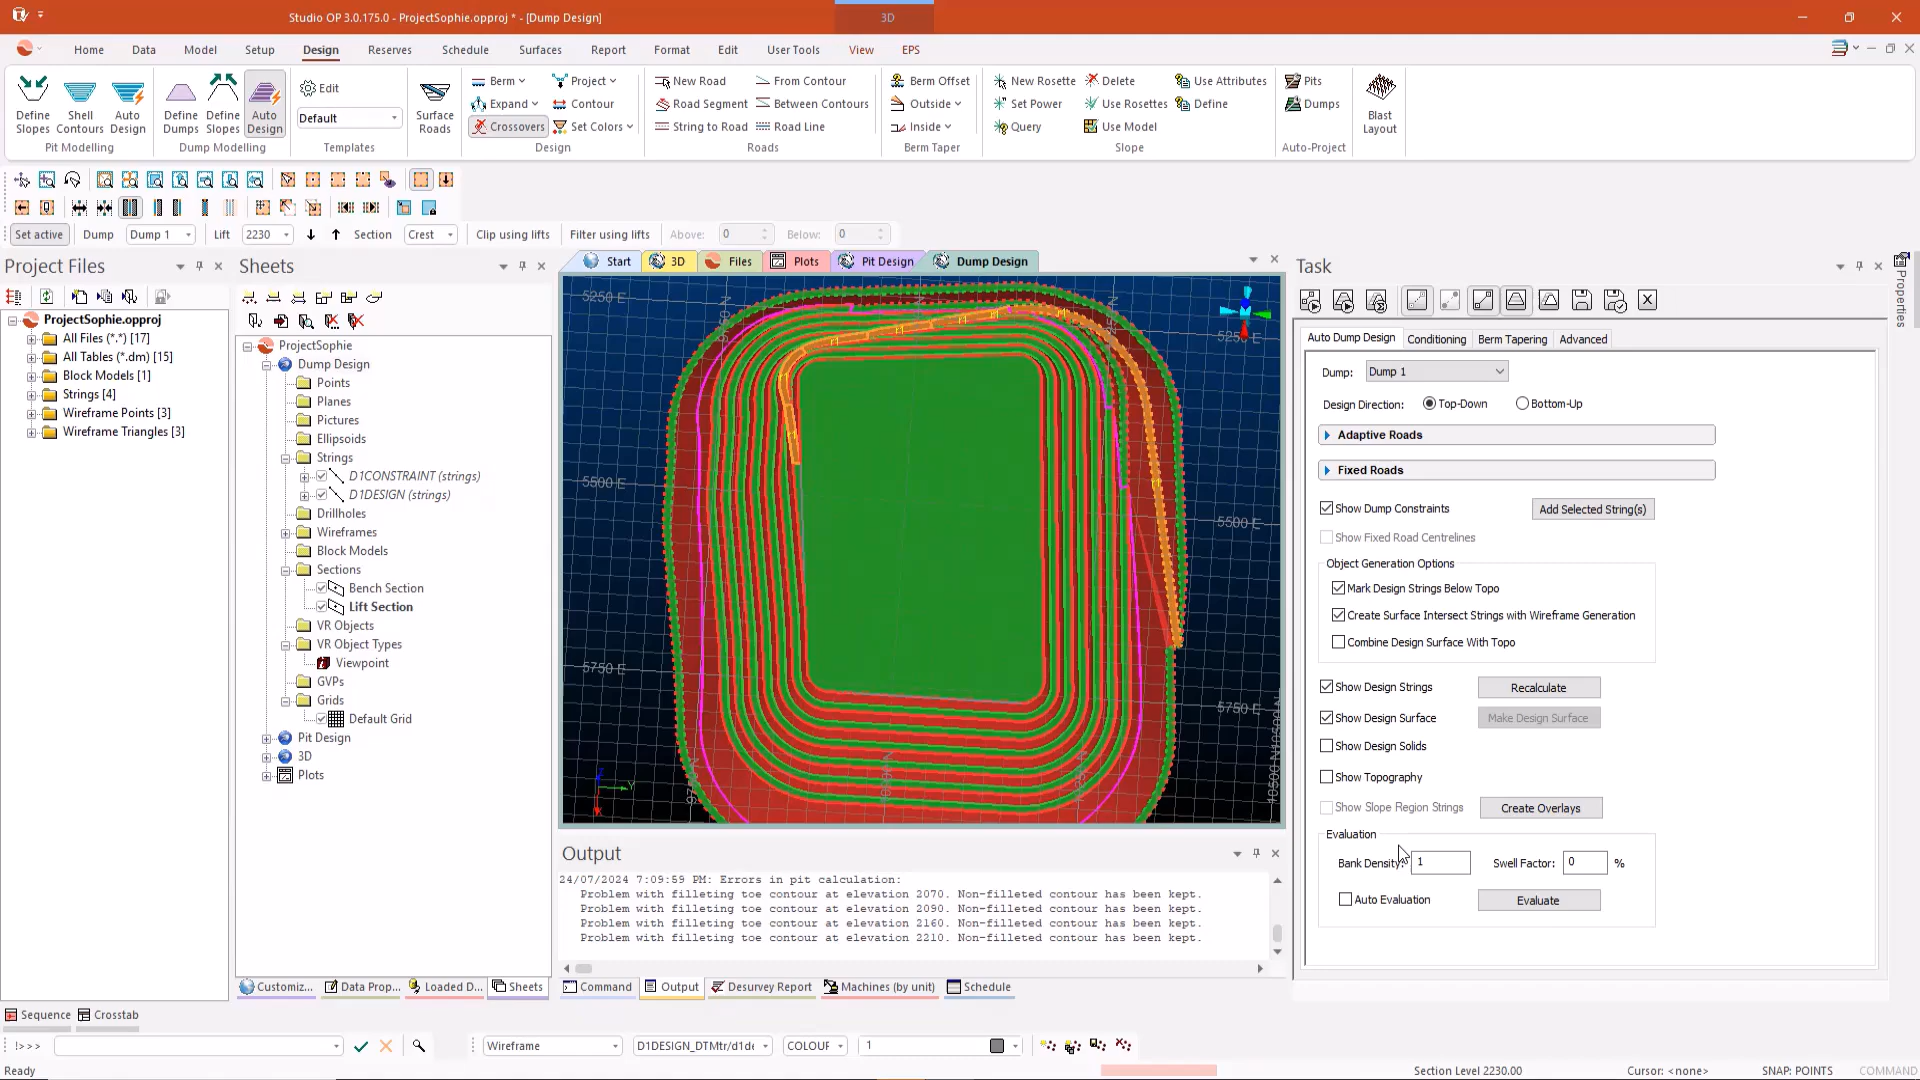 Studio OP 3.0.175.0 - ProjectSophie.opproj * - [Dump Design]
3D
Home Data Model Setup Design Reserves Schedule Surfaces Report Format Edit User Tools View EPS
Define Slopes
Shell Contours
Auto Design
Pit Modelling
Define Dumps
Define Slopes
Auto Design
Dump Modelling
Edit
Default
Templates
Surface Roads
Berm
Expand
Crossovers
Project
Contour
Set Colors
Design
New Road
Road Segment
String to Road
From Contour
Between Contours
Road Line
Roads
Berm Offset
Outside
Inside
Berm Taper
New Rosette
Set Power
Query
Delete
Use Rosettes
Use Model
Use Attributes
Define
Slope
Pits
Dumps
Auto-Project
Blast Layout
Set active Dump Dump 1 Lift 2230 Section Crest Clip using lifts Filter using lifts Above: 0 Below: 0
Project Files
ProjectSophie.opproj
All Files (*.*) [17]
All Tables (*.dm) [15]
Block Models [1]
Strings [4]
Wireframe Points [3]
Wireframe Triangles [3]
Sheets
ProjectSophie
Dump Design
Points
Planes
Pictures
Ellipsoids
Strings
D1CONSTRAINT (strings)
D1DESIGN (strings)
Drillholes
Wireframes
Block Models
Sections
Bench Section
Lift Section
VR Objects
VR Object Types
Viewpoint
GVPs
Grids
Default Grid
Pit Design
3D
Plots
Customiz... Data Prop... Loaded D... Sheets
Start 3D Files Plots Pit Design Dump Design
5250 E
5500 E
5500 E
5750 E
5750 E
Output
24/07/2024 7:09:59 PM: Errors in pit calculation:
Problem with filleting toe contour at elevation 2070. Non-filleted contour has been kept.
Problem with filleting toe contour at elevation 2090. Non-filleted contour has been kept.
Problem with filleting toe contour at elevation 2160. Non-filleted contour has been kept.
Problem with filleting toe contour at elevation 2210. Non-filleted contour has been kept.
Command Output Desurvey Report Machines (by unit) Schedule
Task
Properties
Auto Dump Design Conditioning Berm Tapering Advanced
Dump: Dump 1
Design Direction: Top-Down Bottom-Up
Adaptive Roads
Fixed Roads
Show Dump Constraints Add Selected String(s)
Show Fixed Road Centrelines
Object Generation Options
Mark Design Strings Below Topo
Create Surface Intersect Strings with Wireframe Generation
Combine Design Surface With Topo
Show Design Strings Recalculate
Show Design Surface Make Design Surface
Show Design Solids
Show Topography
Show Slope Region Strings Create Overlays
Evaluation
Bank Density: 1 Swell Factor: 0 %
Auto Evaluation Evaluate
Sequence Crosstab
!>>> Wireframe COLOUR 1
Ready Section Level 2230.00 Cursor: <none> SNAP: POINTS COMMAND